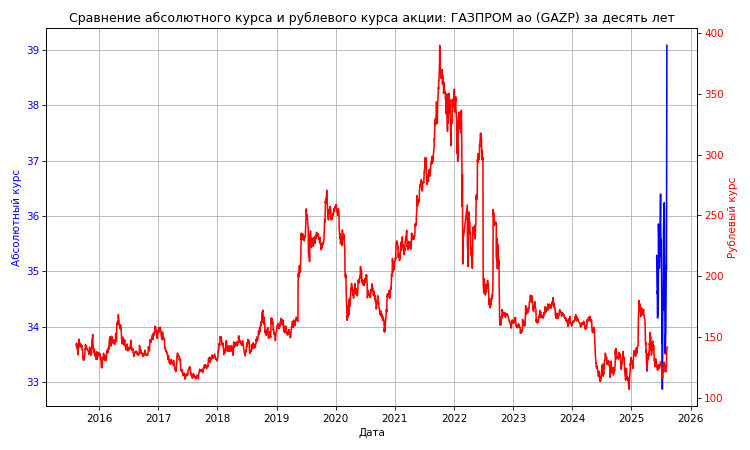 Сравнение абсолютного курса и рублевого курса акции: ГАЗПРОМ ао (GAZP) за десять лет
39
38
37
36
35
34
33
Абсолютный курс
400
350
300
250
200
150
100
Рублевый курс
2016 2017 2018 2019 2020 2021 2022 2023 2024 2025 2026
Дата